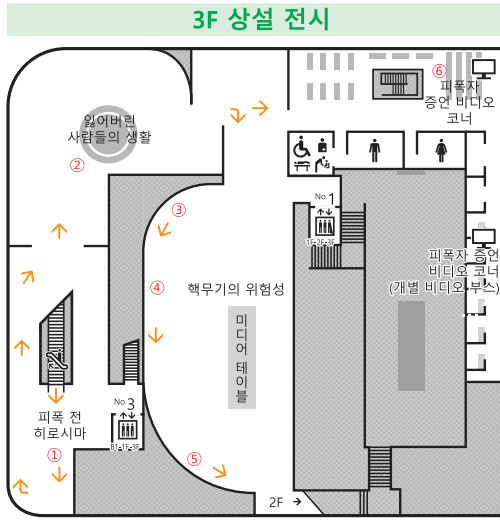 3F 상설 전시
⑥
피폭자
증언 비디오
코너
잃어버린
사람들의 생활
②
No.1
1F·2F·3F
③
피폭자 증언
비디오 코너
(개별 비디오 부스)
④
핵무기의 위험성
미디어 테이블
No.3
B1·1F·3F
피폭 전
히로시마
①
⑤
2F